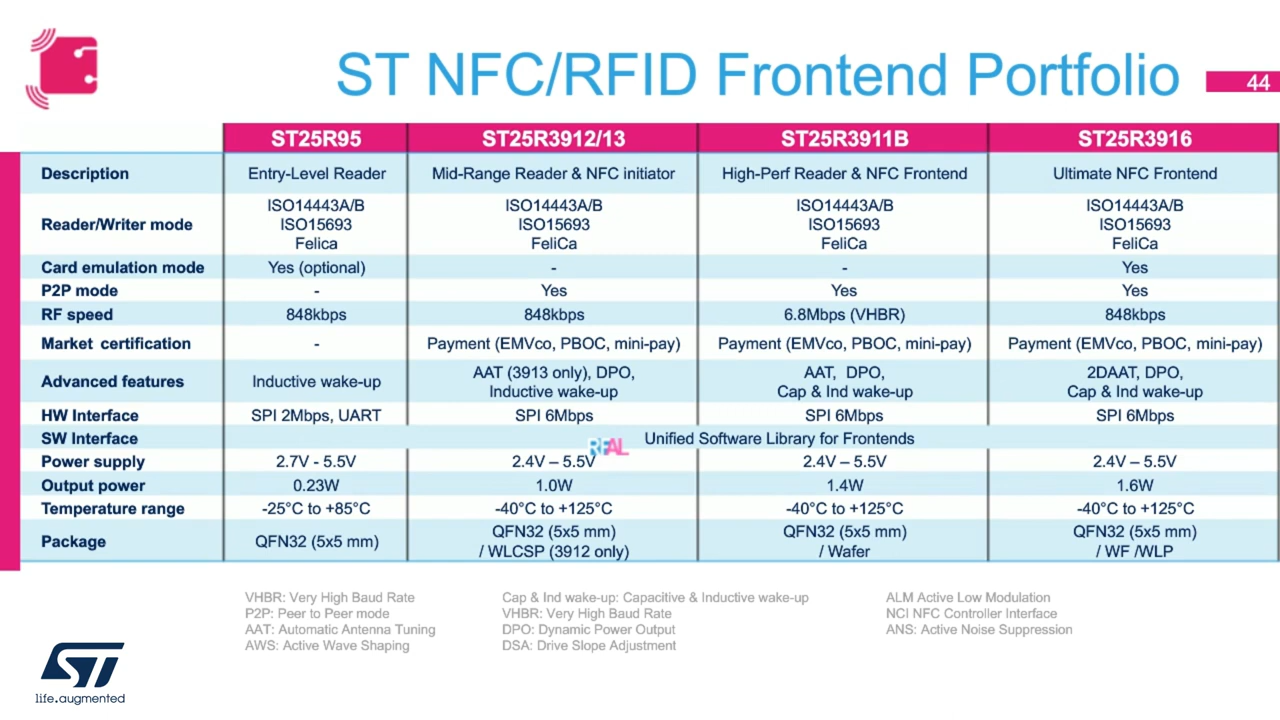 ST NFC/RFID Frontend Portfolio
44
ST25R95 ST25R3912/13 ST25R3911B ST25R3916
Description Entry-Level Reader Mid-Range Reader & NFC initiator High-Perf Reader & NFC Frontend Ultimate NFC Frontend
ISO14443A/B ISO14443A/B ISO14443A/B ISO14443A/B
Reader/Writer mode ISO15693 ISO15693 ISO15693 ISO15693
Felica FeliCa FeliCa FeliCa
Card emulation mode Yes (optional) - - Yes
P2P mode - Yes Yes Yes
RF speed 848kbps 848kbps 6.8Mbps (VHBR) 848kbps
Market certification - Payment (EMVco, PBOC, mini-pay) Payment (EMVco, PBOC, mini-pay) Payment (EMVco, PBOC, mini-pay)
AAT (3913 only), DPO, AAT, DPO, 2DAAT, DPO,
Advanced features Inductive wake-up Inductive wake-up Cap & Ind wake-up Cap & Ind wake-up
HW Interface SPI 2Mbps, UART SPI 6Mbps SPI 6Mbps SPI 6Mbps
SW Interface RFAL Unified Software Library for Frontends
Power supply 2.7V - 5.5V 2.4V – 5.5V 2.4V – 5.5V 2.4V – 5.5V
Output power 0.23W 1.0W 1.4W 1.6W
Temperature range -25°C to +85°C -40°C to +125°C -40°C to +125°C -40°C to +125°C
QFN32 (5x5 mm) QFN32 (5x5 mm) QFN32 (5x5 mm)
Package QFN32 (5x5 mm) / WLCSP (3912 only) / Wafer / WF /WLP
VHBR: Very High Baud Rate Cap & Ind wake-up: Capacitive & Inductive wake-up ALM Active Low Modulation
P2P: Peer to Peer mode VHBR: Very High Baud Rate NCI NFC Controller Interface
AAT: Automatic Antenna Tuning DPO: Dynamic Power Output ANS: Active Noise Suppression
AWS: Active Wave Shaping DSA: Drive Slope Adjustment
ST
life.augmented